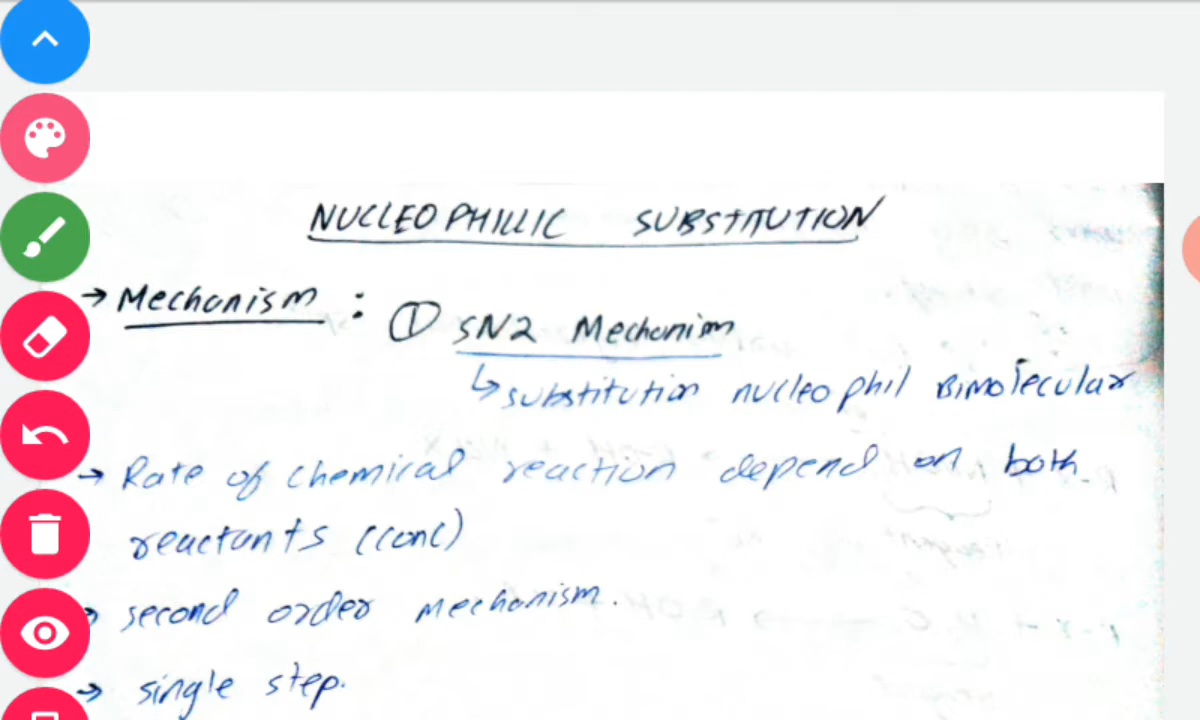 NUCLEOPHILLIC SUBSTITUTION
→ Mechanism : ① SN2 Mechanism
↳ substitution nucleophil Bimolecular
→ Rate of chemical reaction depend on both
reactants (conc)
→ second order mechanism.
→ single step.